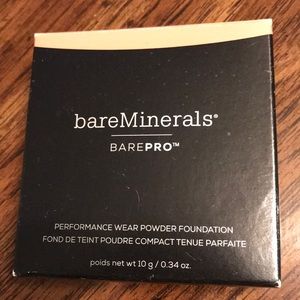 bareMinerals®
BAREPRO™
PERFORMANCE WEAR POWDER FOUNDATION
FOND DE TEINT POUDRE COMPACT TENUE PARFAITE
poids net wt 10 g / 0.34 oz.